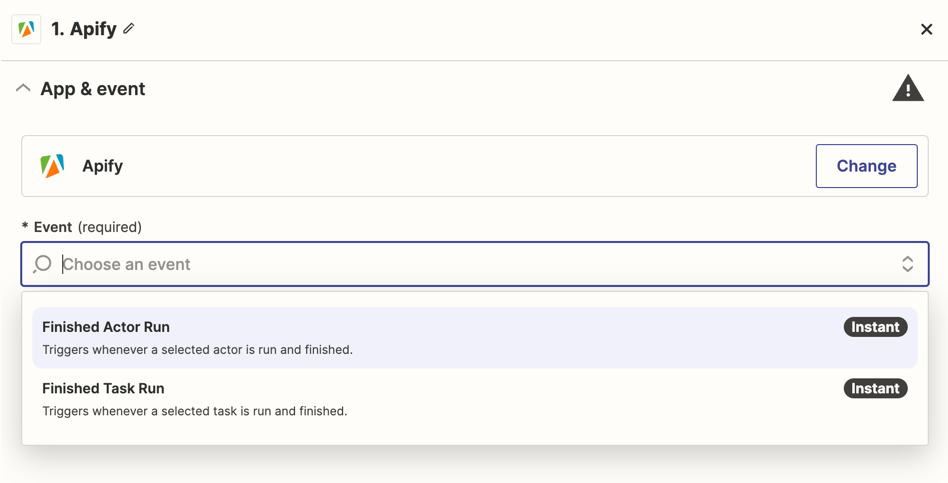 1. Apify
App & event
Apify
Change
* Event (required)
Choose an event
Finished Actor Run
Instant
Triggers whenever a selected actor is run and finished.
Finished Task Run
Instant
Triggers whenever a selected task is run and finished.